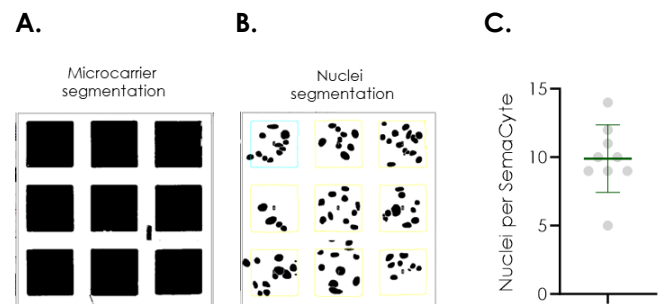 A.
B.
C.
Microcarrier
segmentation
Nuclei
segmentation
Nuclei per SemaCyte
15
10
5
0